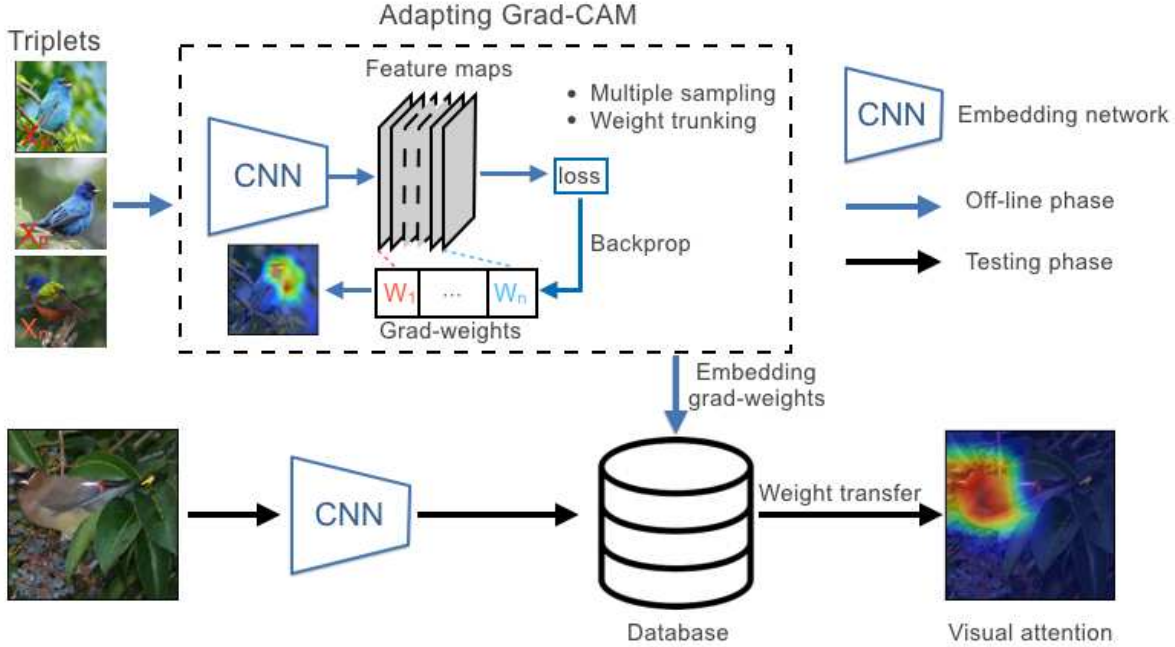 Adapting Grad-CAM
Triplets
Feature maps
• Multiple sampling
• Weight trunking
CNN
loss
Backprop
W₁
...
Wₙ
Grad-weights
CNN
Embedding network
Off-line phase
Testing phase
Embedding
grad-weights
CNN
Weight transfer
Database
Visual attention